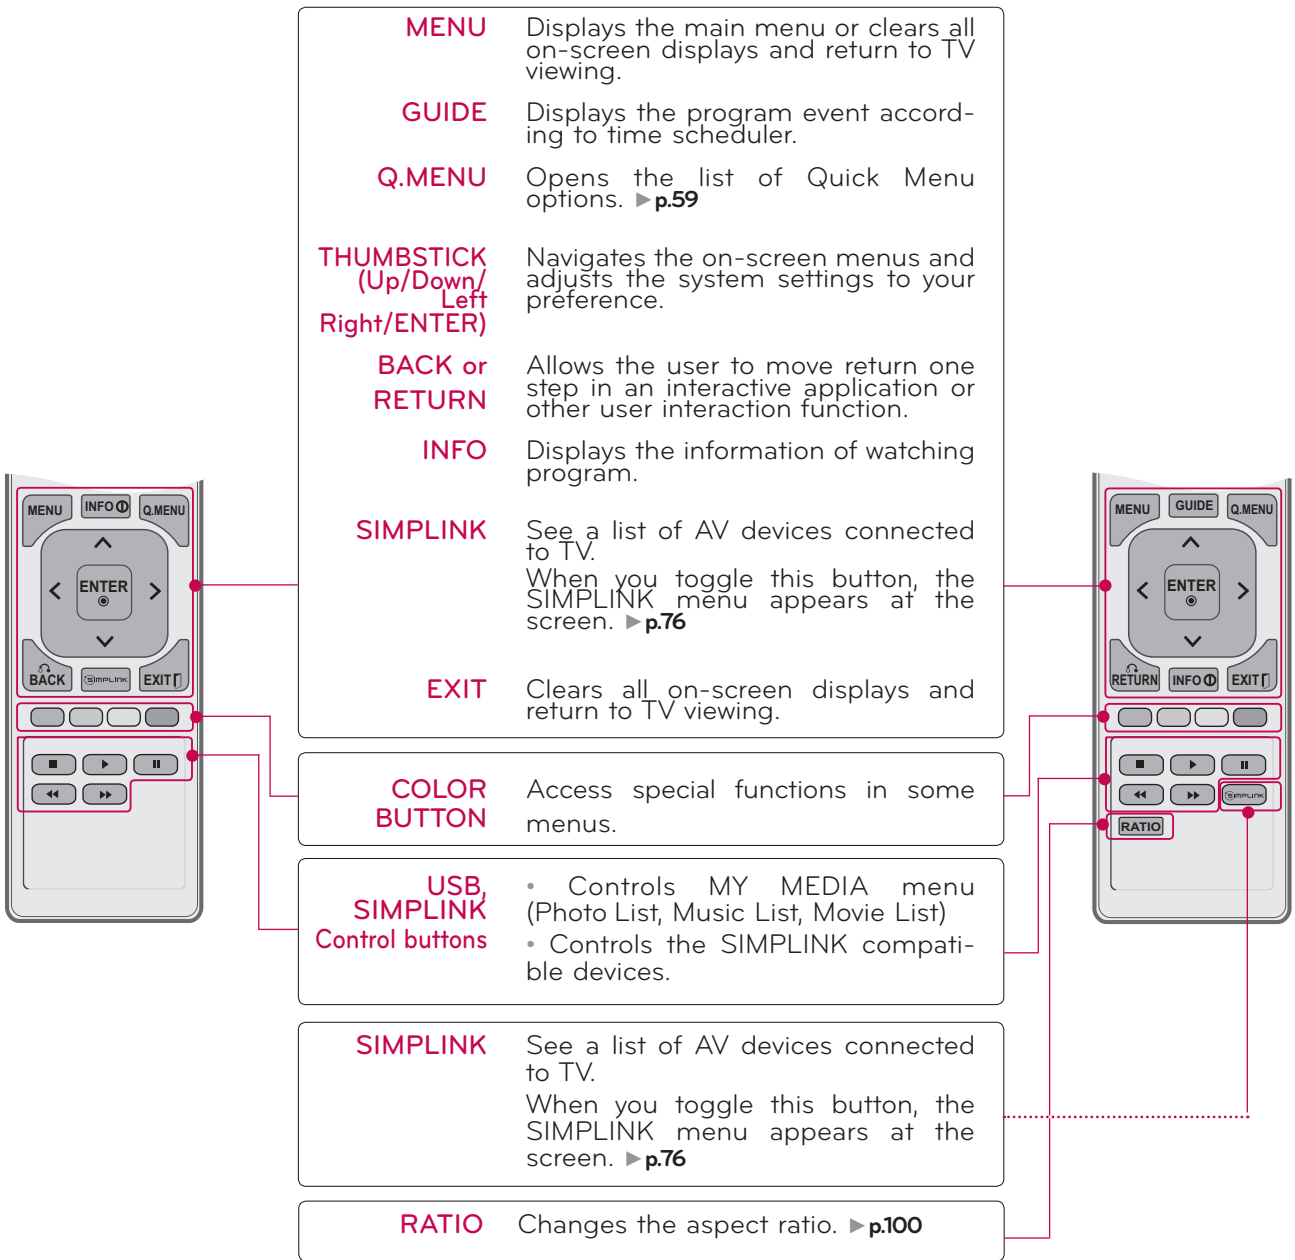 MENU Displays the main menu or clears all
on-screen displays and return to TV
viewing.
GUIDE Displays the program event accord-
ing to time scheduler.
Q.MENU Opens the list of Quick Menu
options. ►p.59
THUMBSTICK Navigates the on-screen menus and
(Up/Down/ adjusts the system settings to your
Left preference.
Right/ENTER)
BACK or Allows the user to move return one
step in an interactive application or
RETURN other user interaction function.
INFO Displays the information of watching
program.
SIMPLINK See a list of AV devices connected
to TV.
When you toggle this button, the
SIMPLINK menu appears at the
screen. ►p.76
EXIT Clears all on-screen displays and
return to TV viewing.
COLOR Access special functions in some
BUTTON menus.
USB, • Controls MY MEDIA menu
SIMPLINK (Photo List, Music List, Movie List)
Control buttons • Controls the SIMPLINK compati-
ble devices.
SIMPLINK See a list of AV devices connected
to TV.
When you toggle this button, the
SIMPLINK menu appears at the
screen. ►p.76
RATIO Changes the aspect ratio. ►p.100
MENU INFO Q.MENU
ENTER
BACK SIMPLINK EXIT
MENU GUIDE Q.MENU
ENTER
RETURN INFO EXIT
SIMPLINK
RATIO